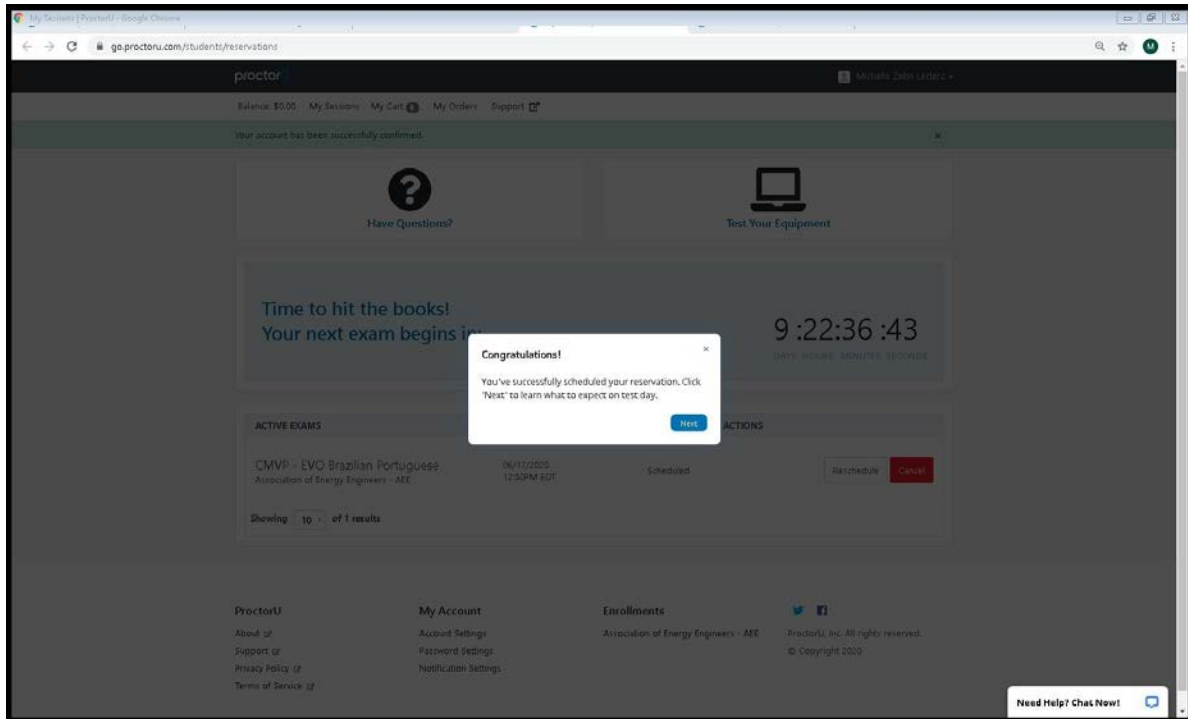 My Sessions | ProctorU - Google Chrome
go.proctoru.com/students/reservations
M
proctor
Balance: $0.00 My Sessions My Cart 0 My Orders Support
Your account has been successfully confirmed. ×
Have Questions?
Test Your Equipment
Time to hit the books!
Your next exam begins in:
9 :22:36 :43
DAYS HOURS MINUTES SECONDS
Congratulations! ×
You've successfully scheduled your reservation. Click
'Next' to learn what to expect on test day.
Next
ACTIVE EXAMS ACTIONS
CMVP - EVO Brazilian Portuguese
Association of Energy Engineers - AEE
06/17/2020
12:50PM EDT
Scheduled
Reschedule Cancel
Showing 10 of 1 results
ProctorU
About
Support
Privacy Policy
Terms of Service
My Account
Account Settings
Password Settings
Notification Settings
Enrollments
Association of Energy Engineers - AEE
ProctorU, Inc. All rights reserved.
© Copyright 2020
Need Help? Chat Now!